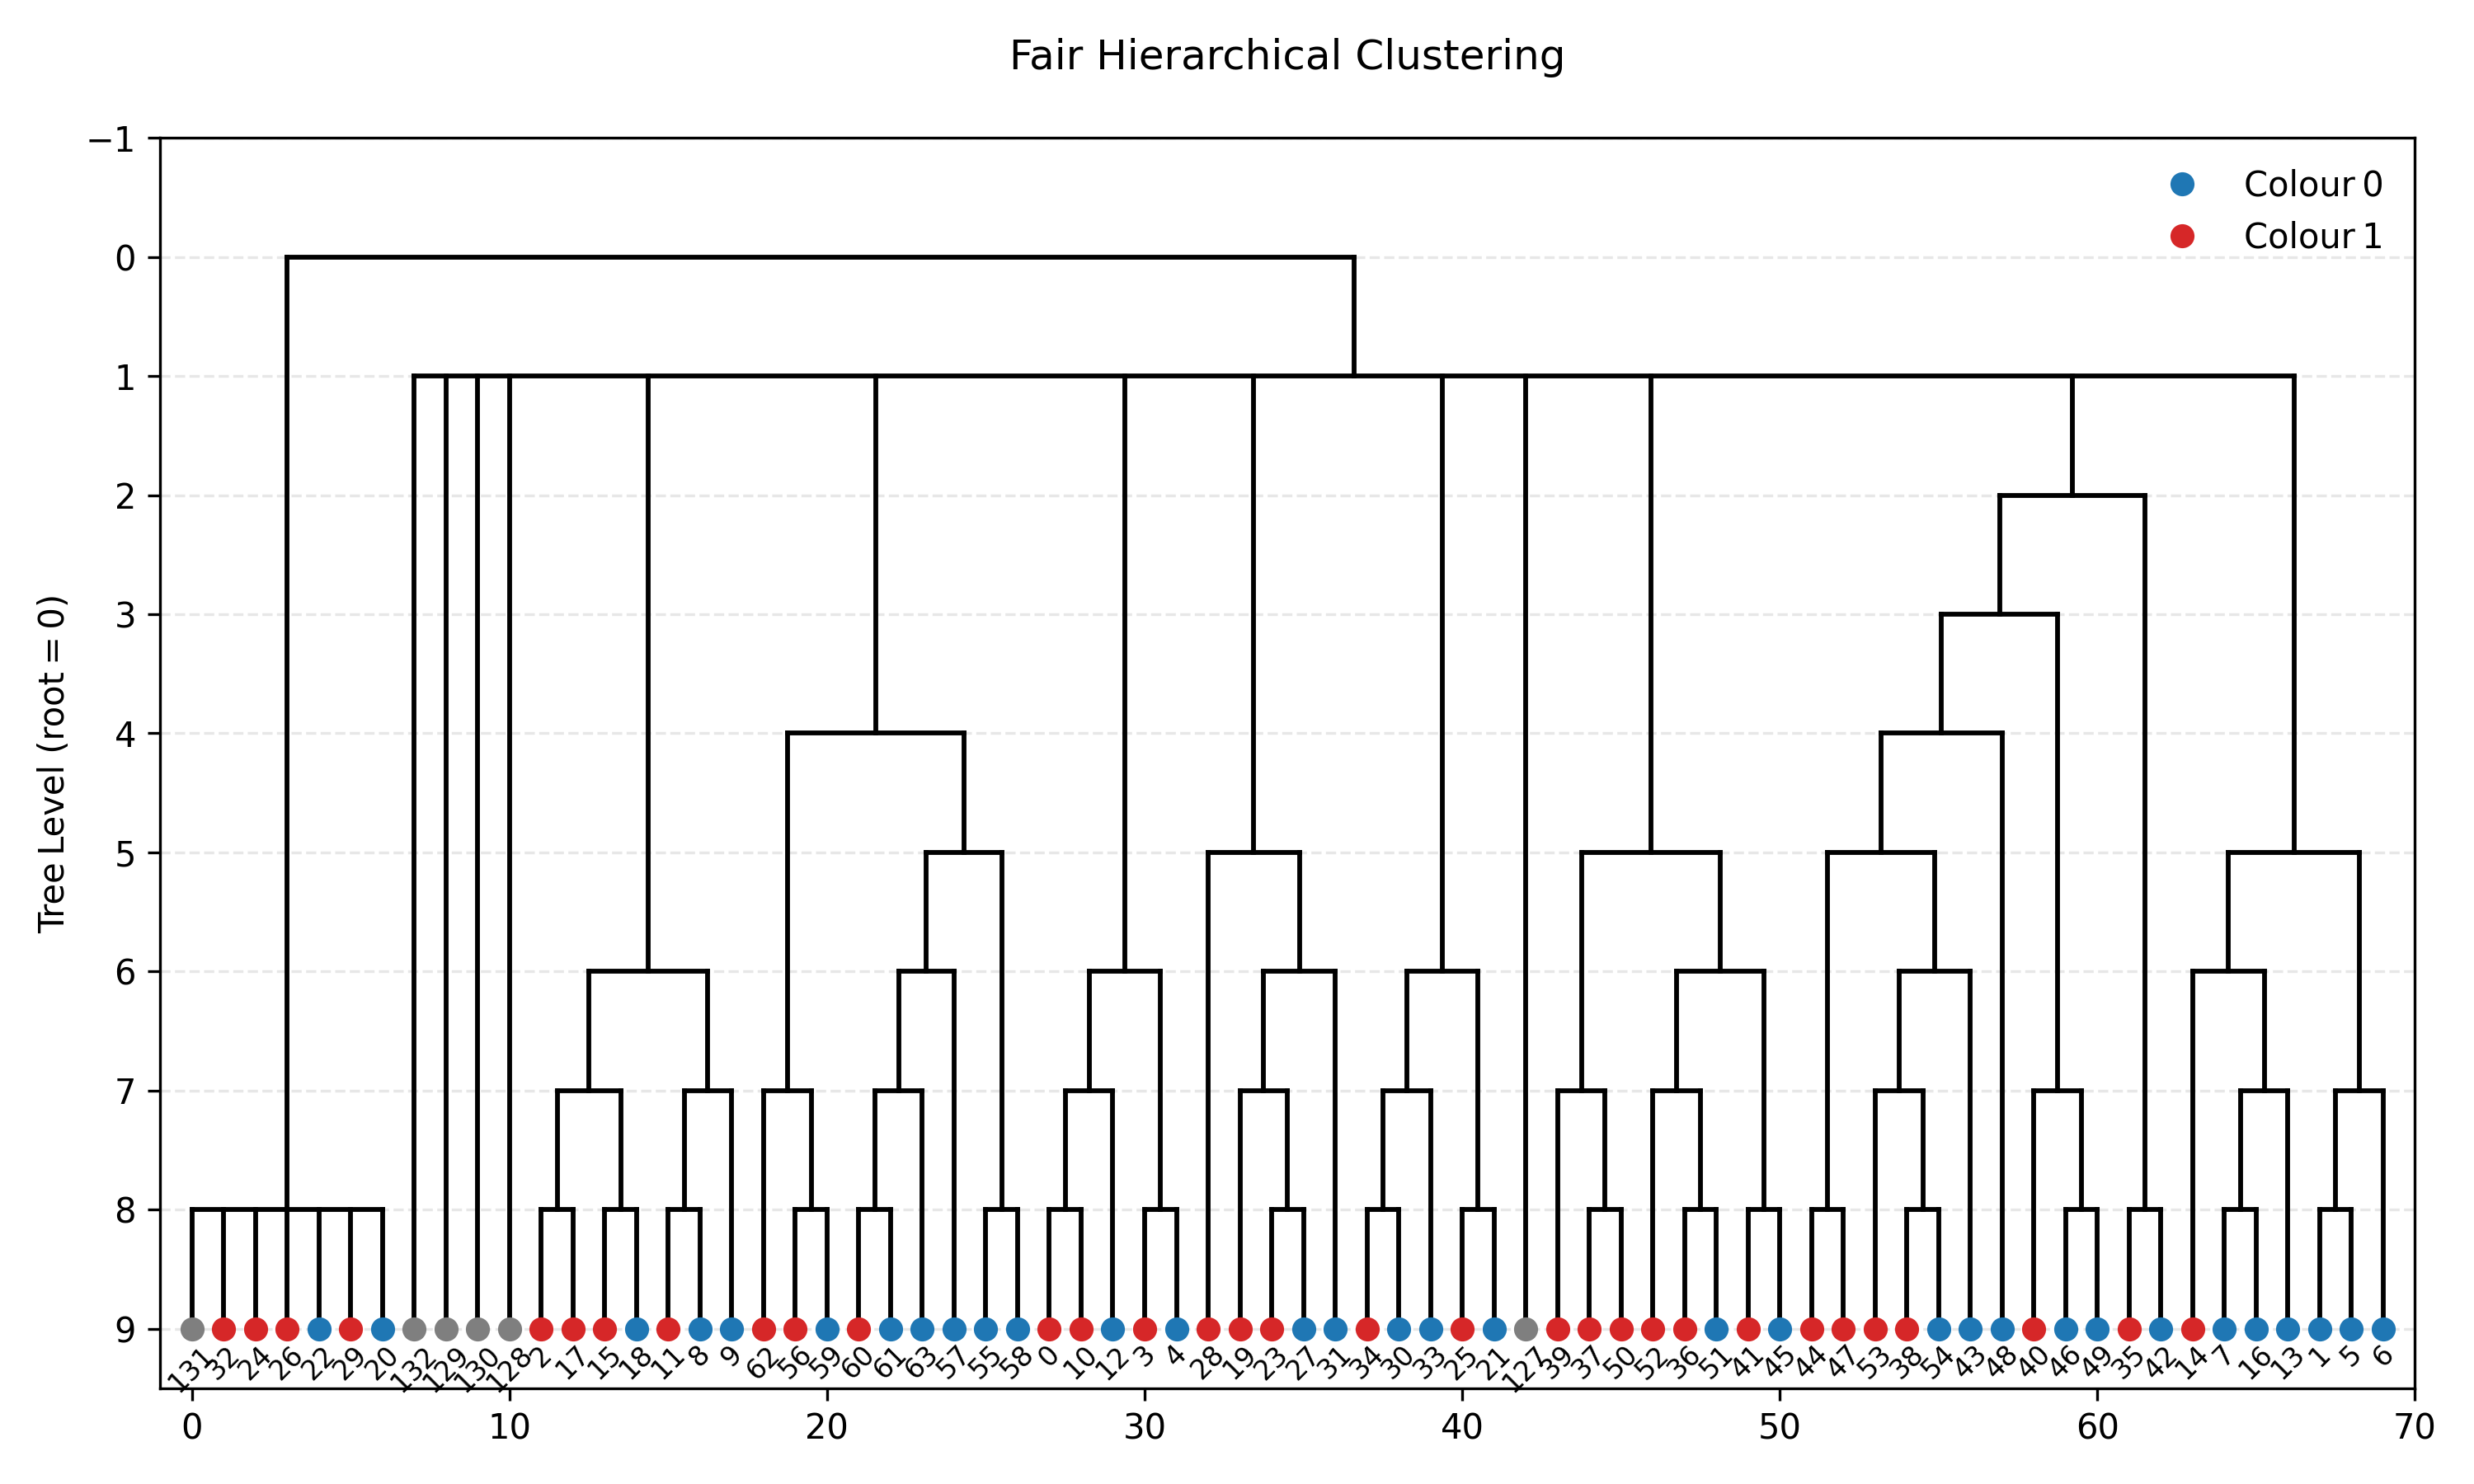 Fair Hierarchical Clustering
Tree Level (root = 0)
−1
0
1
2
3
4
5
6
7
8
9
Colour 0
Colour 1
131 32 24 26 22 29 20 132 129 130 128 2 17 15 18 11 8 9 62 56 59 60 61 63 57 55 58 0 10 12 3 4 28 19 23 27 31 34 30 33 25 21 127 39 37 50 52 36 51 41 45 44 47 53 38 54 43 48 40 46 49 35 42 14 7 16 13 1 5 6
0 10 20 30 40 50 60 70